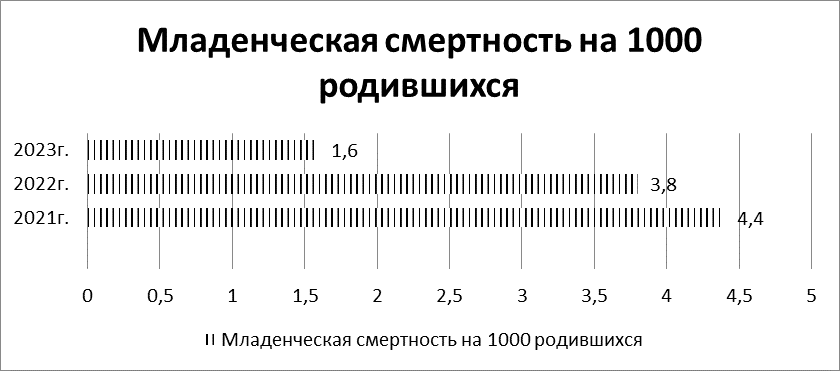 Младенческая смертность на 1000
родившихся
2023г.
1,6
2022г.
3,8
2021г.
4,4
0 0,5 1 1,5 2 2,5 3 3,5 4 4,5 5
Младенческая смертность на 1000 родившихся